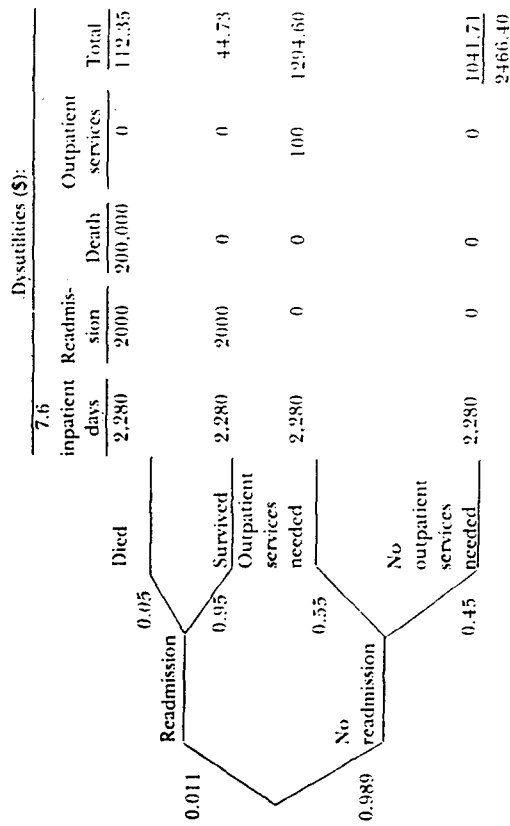 Dysutilities ($):
7.6
inpatient Readmis- Outpatient
days sion Death services Total
0.05 Died 2,280 2000 200,000 0 112.35
Readmission
0.011
0.95 Survived 2,280 2000 0 0 44.73
Outpatient
services
needed 2,280 0 0 100 1294.60
0.55
No
readmission
0.989
No
outpatient
services
0.45 needed 2,280 0 0 0 1041.71
2466.40